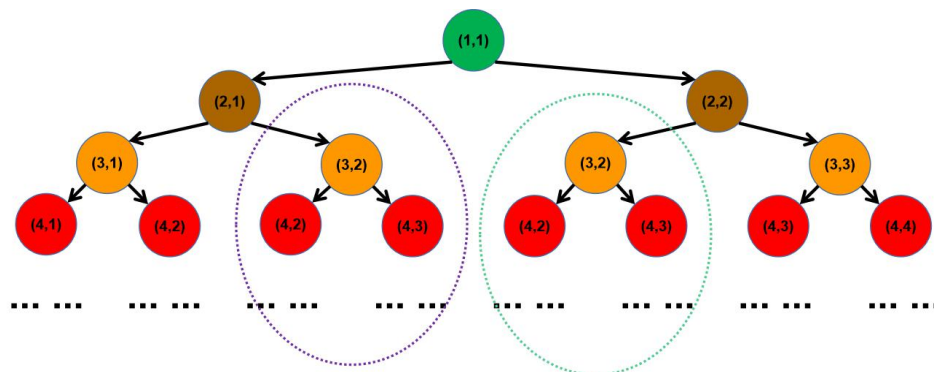 (1,1)
(2,1) (2,2)
(3,1) (3,2) (3,2) (3,3)
(4,1) (4,2) (4,2) (4,3) (4,2) (4,3) (4,3) (4,4)
... ... ... ... ... ... ... ... ... ... ... ... ... ... ... ...